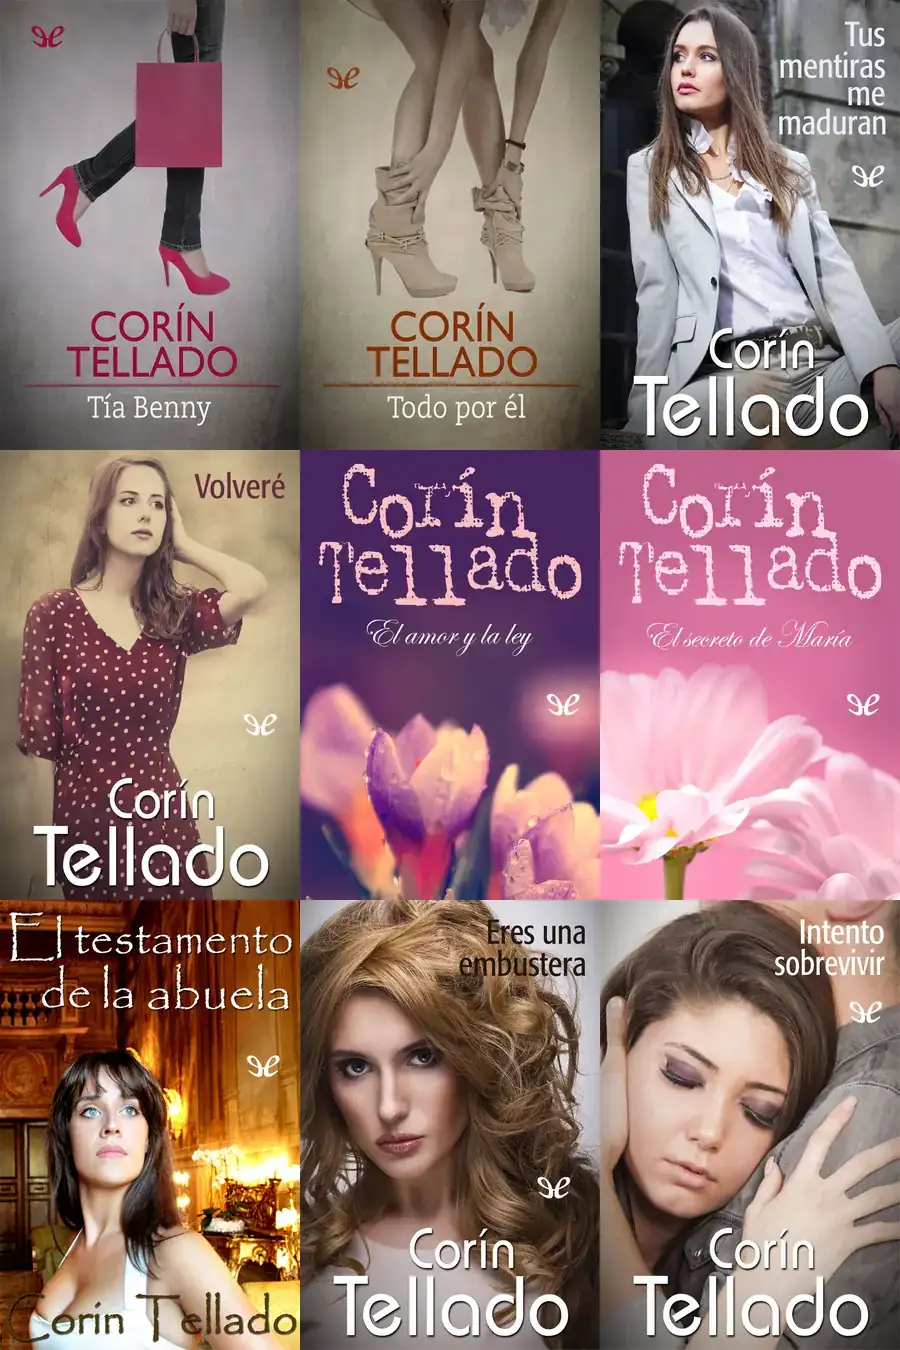 CORÍN
TELLADO
Tía Benny
CORÍN
TELLADO
Todo por él
Tus
mentiras
me
maduran
Corín
Tellado
Volveré
Corín
Tellado
Corín
Tellado
El amor y la ley
Corín
Tellado
El secreto de María
El testamento
de la abuela
Corín Tellado
Eres una
embustera
Corín
Tellado
Intento
sobrevivir
Corín
Tellado